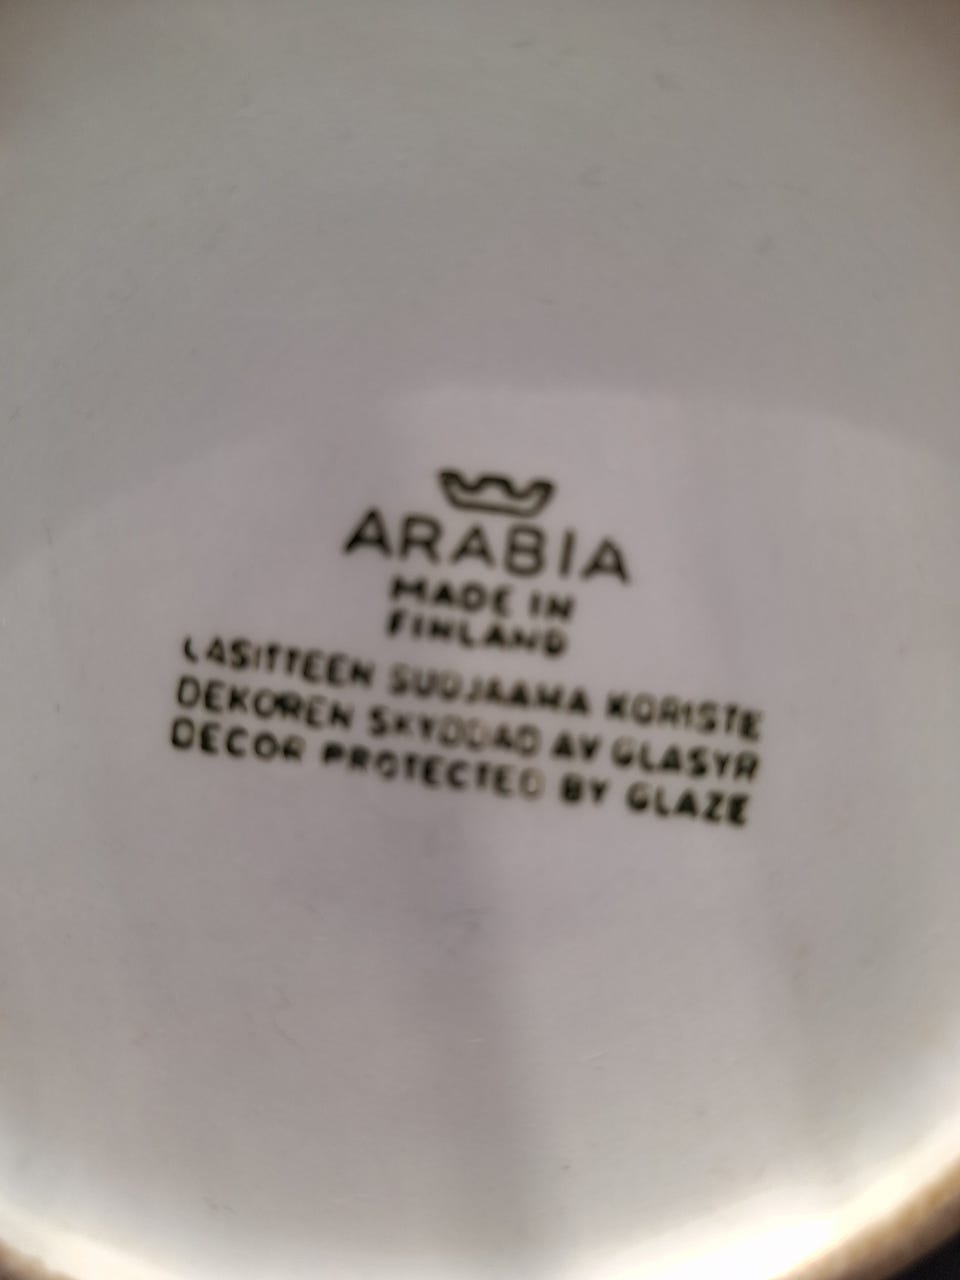 ARABIA
MADE IN
FINLAND
LASITTEEN SUOJAAMA KORISTE
DEKOREN SKYDDAD AV GLASYR
DECOR PROTECTED BY GLAZE